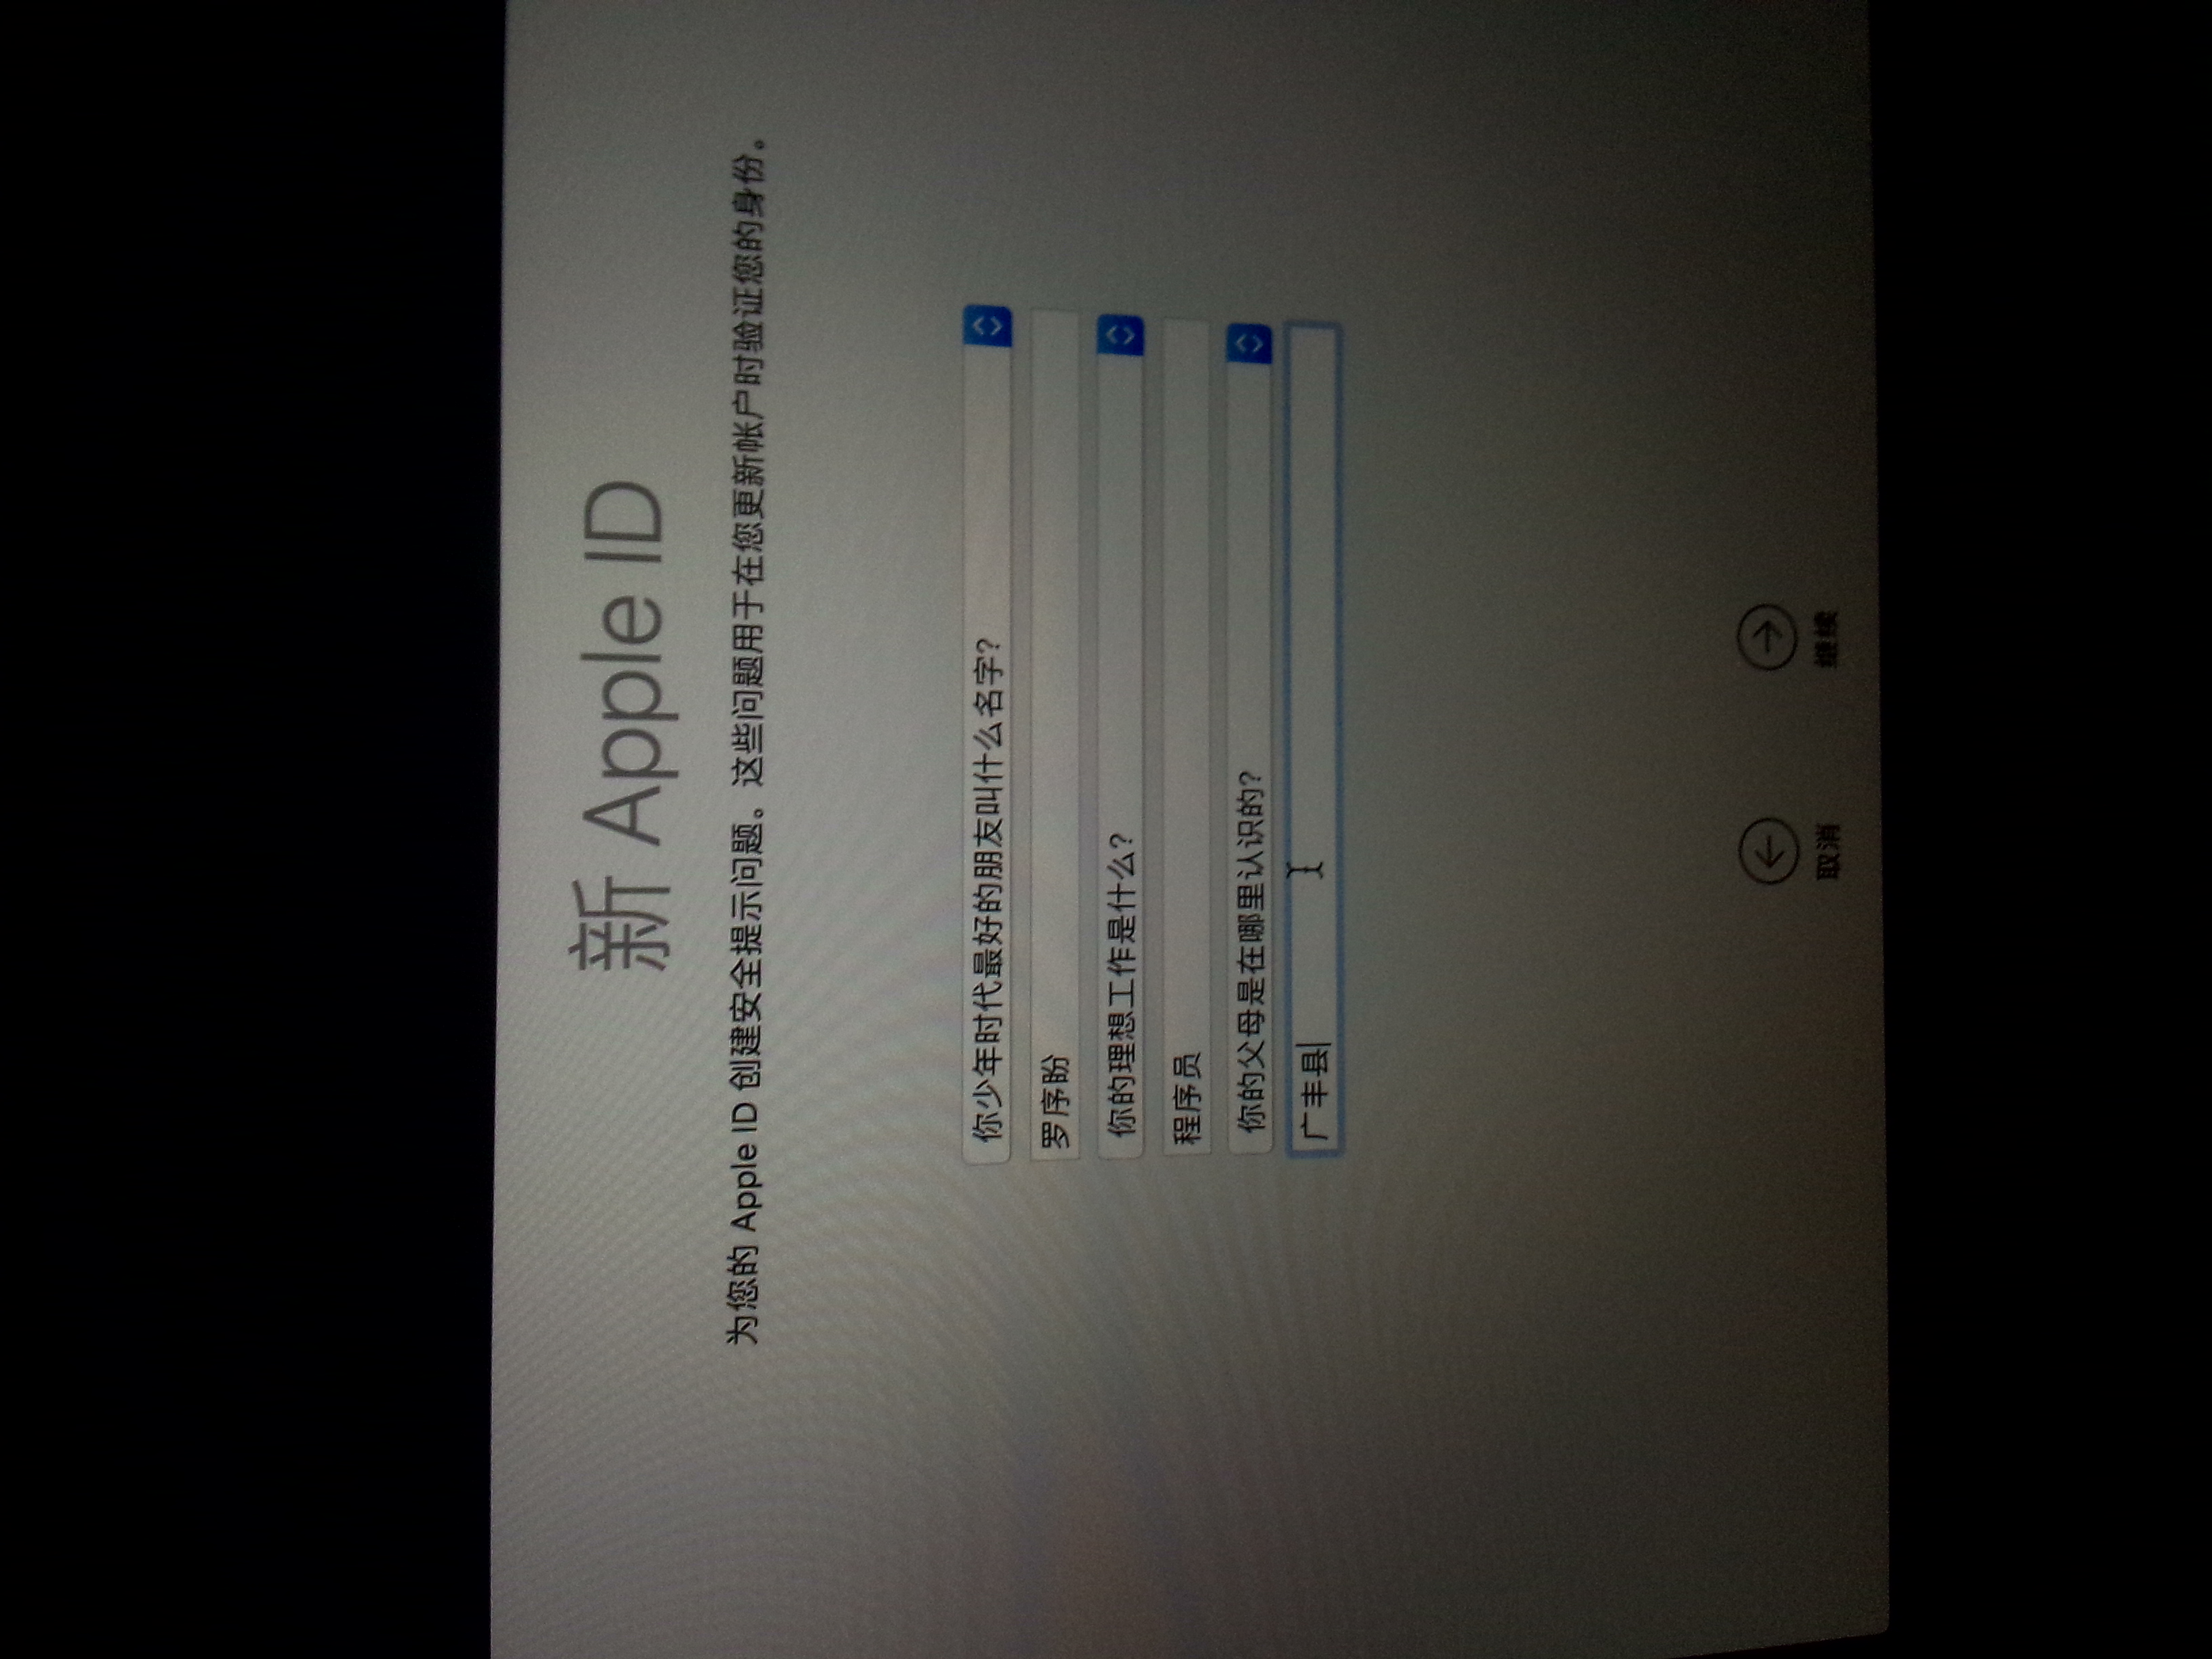 新 Apple ID
为您的 Apple ID 创建安全提示问题。这些问题用于在您更新帐户时验证您的身份。
你少年时代最好的朋友叫什么名字?
罗序盼
你的理想工作是什么?
程序员
你的父母是在哪里认识的?
广丰县
取消
继续